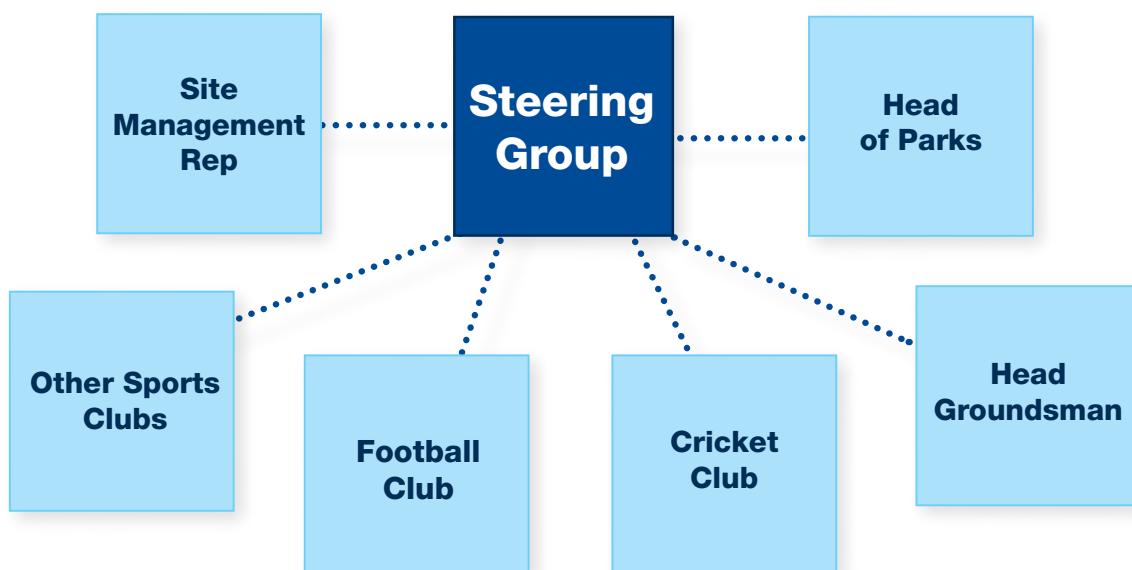 Site
Management
Rep
Steering
Group
Head
of Parks
Other Sports
Clubs
Football
Club
Cricket
Club
Head
Groundsman